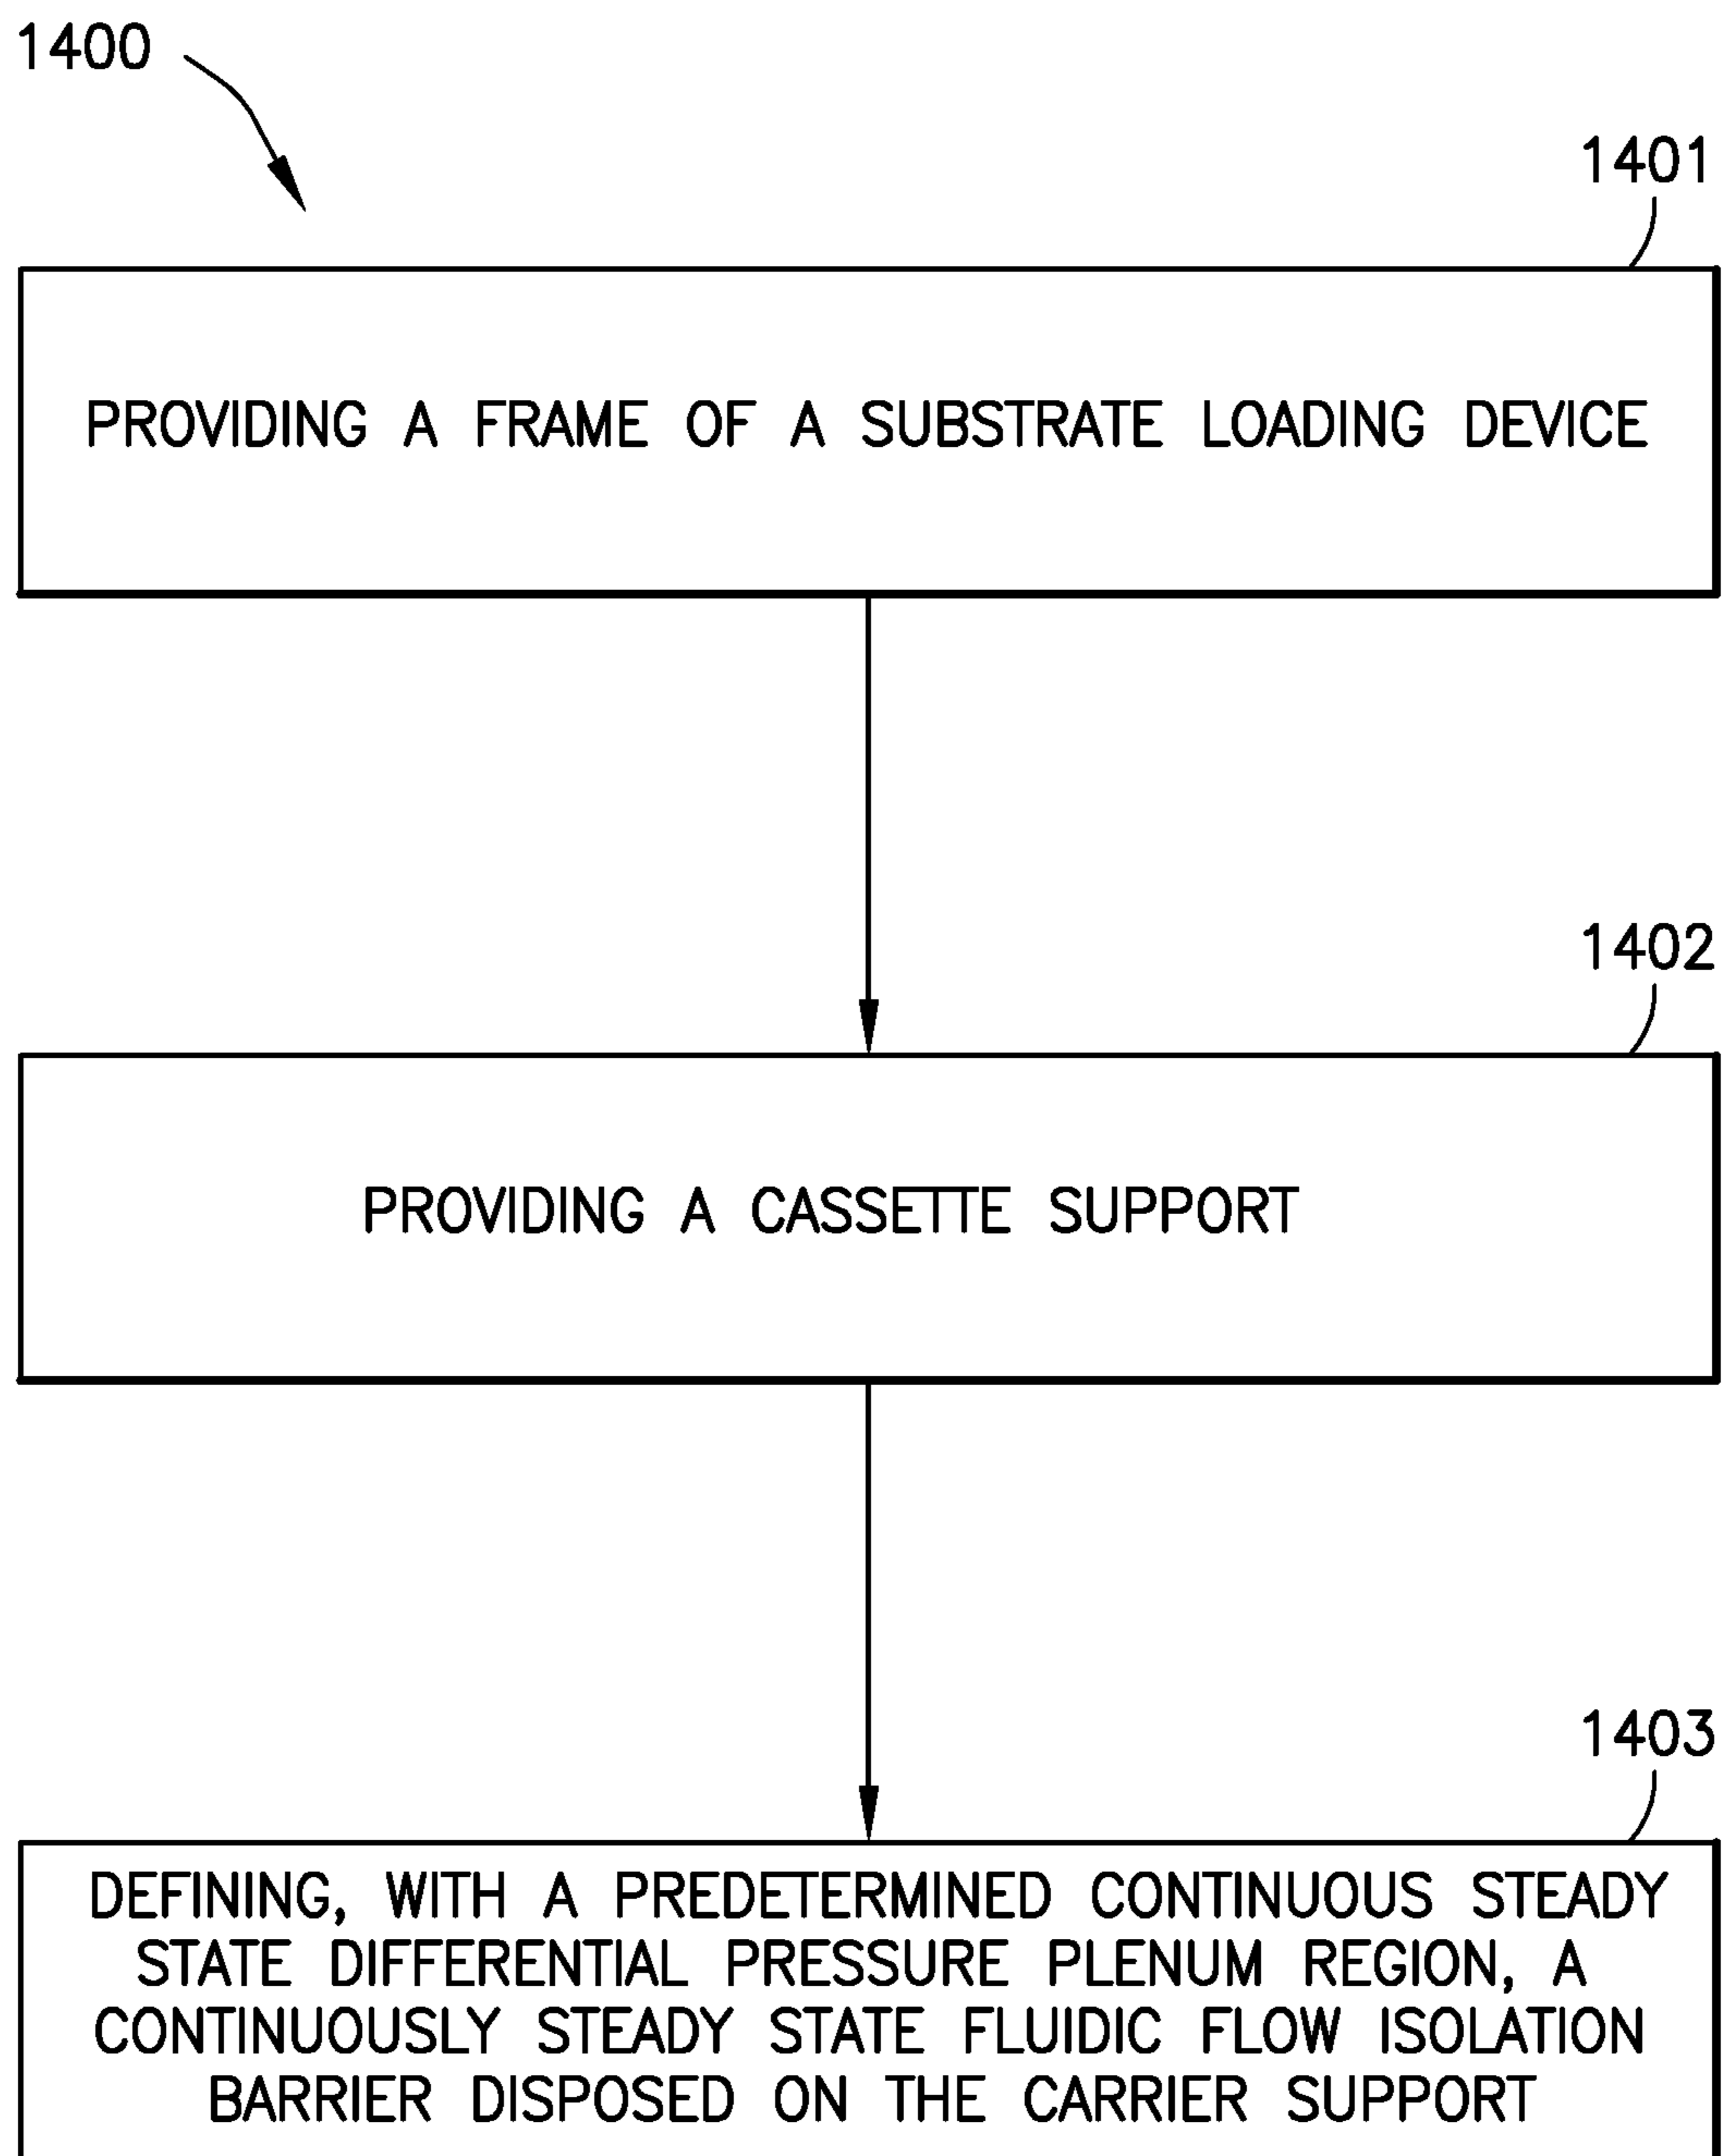 1400
1401
PROVIDING A FRAME OF A SUBSTRATE LOADING DEVICE
1402
PROVIDING A CASSETTE SUPPORT
1403
DEFINING, WITH A PREDETERMINED CONTINUOUS STEADY
STATE DIFFERENTIAL PRESSURE PLENUM REGION, A
CONTINUOUSLY STEADY STATE FLUIDIC FLOW ISOLATION
BARRIER DISPOSED ON THE CARRIER SUPPORT